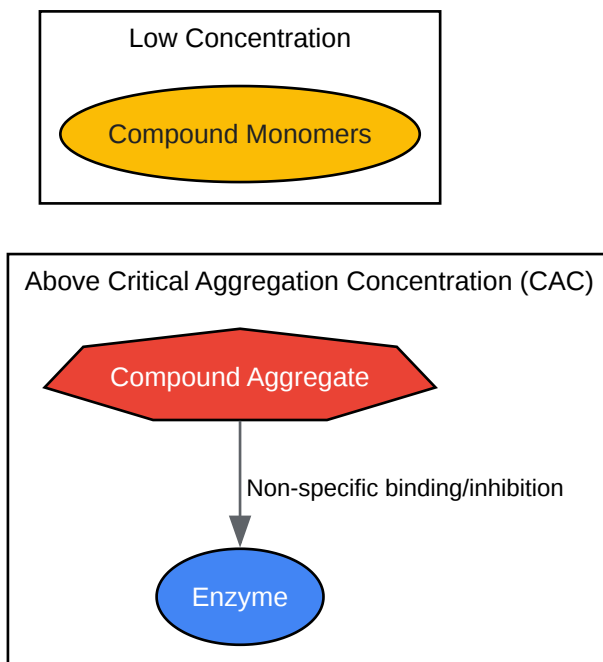 Low Concentration
Compound Monomers
Above Critical Aggregation Concentration (CAC)
Compound Aggregate
Non-specific binding/inhibition
Enzyme